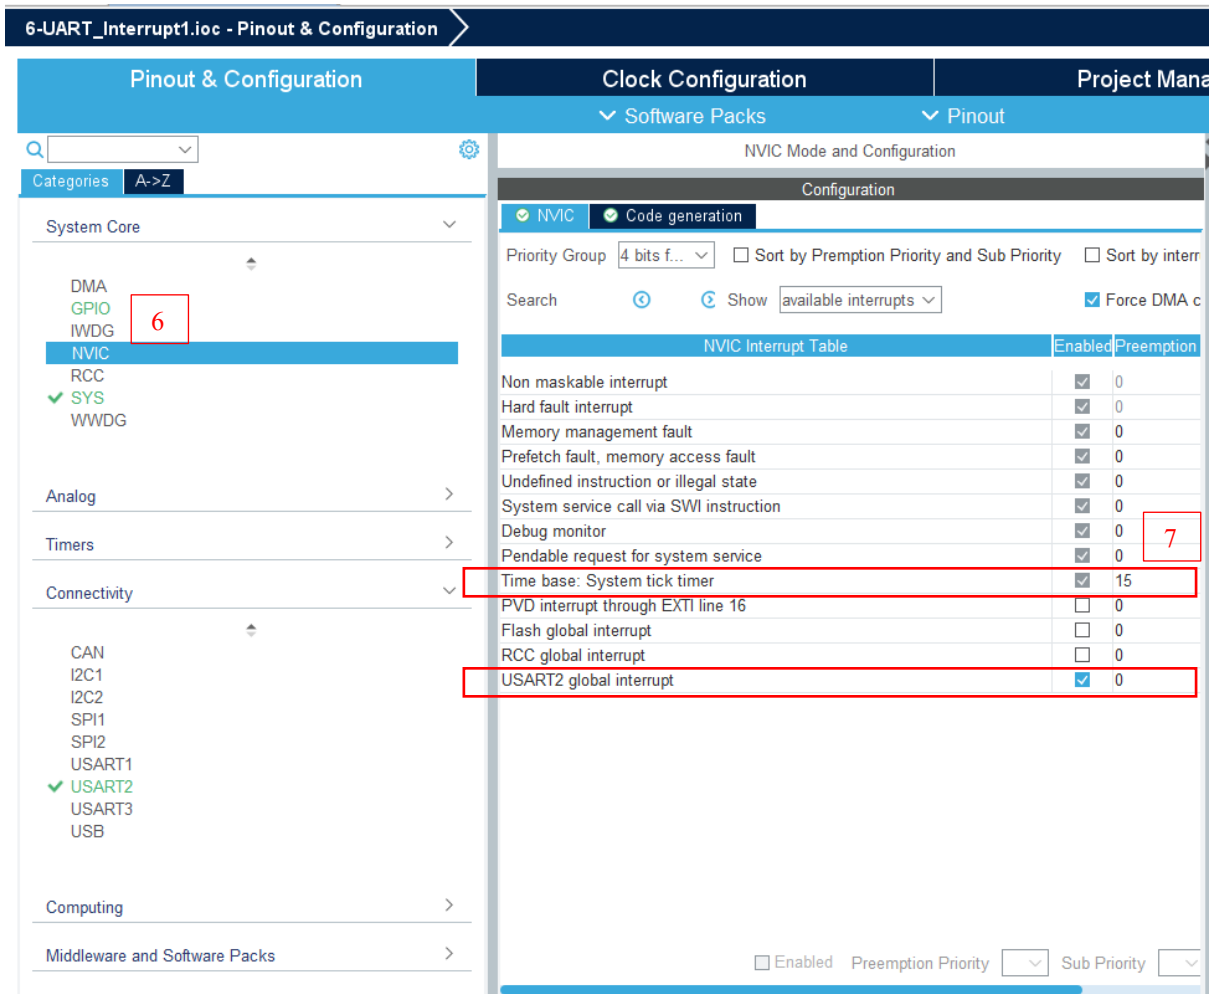 6-UART_Interrupt1.ioc - Pinout & Configuration
Pinout & Configuration
Clock Configuration
Project Mana
Software Packs
Pinout
Categories
A->Z
System Core
DMA
GPIO
IWDG
NVIC
RCC
SYS
WWDG
6
Analog
Timers
Connectivity
CAN
I2C1
I2C2
SPI1
SPI2
USART1
USART2
USART3
USB
Computing
Middleware and Software Packs
NVIC Mode and Configuration
Configuration
NVIC
Code generation
Priority Group 4 bits f... Sort by Premption Priority and Sub Priority Sort by interr
Search Show available interrupts Force DMA c
NVIC Interrupt Table Enabled Preemption
Non maskable interrupt 0
Hard fault interrupt 0
Memory management fault 0
Prefetch fault, memory access fault 0
Undefined instruction or illegal state 0
System service call via SWI instruction 0
Debug monitor 0
Pendable request for system service 0
7
Time base: System tick timer 15
PVD interrupt through EXTI line 16 0
Flash global interrupt 0
RCC global interrupt 0
USART2 global interrupt 0
Enabled Preemption Priority Sub Priority